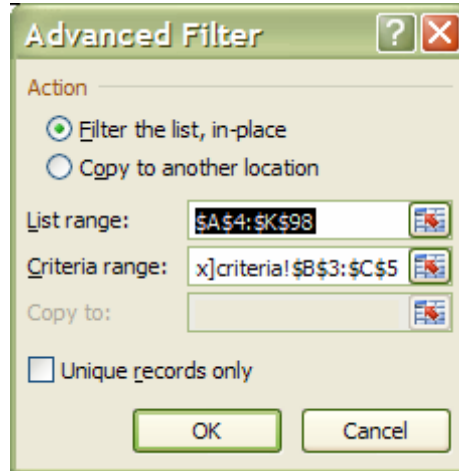 Advanced Filter
Action
Filter the list, in-place
Copy to another location
List range: $A$4:$K$98
Criteria range: x]criteria!$B$3:$C$5
Copy to:
Unique records only
OK Cancel